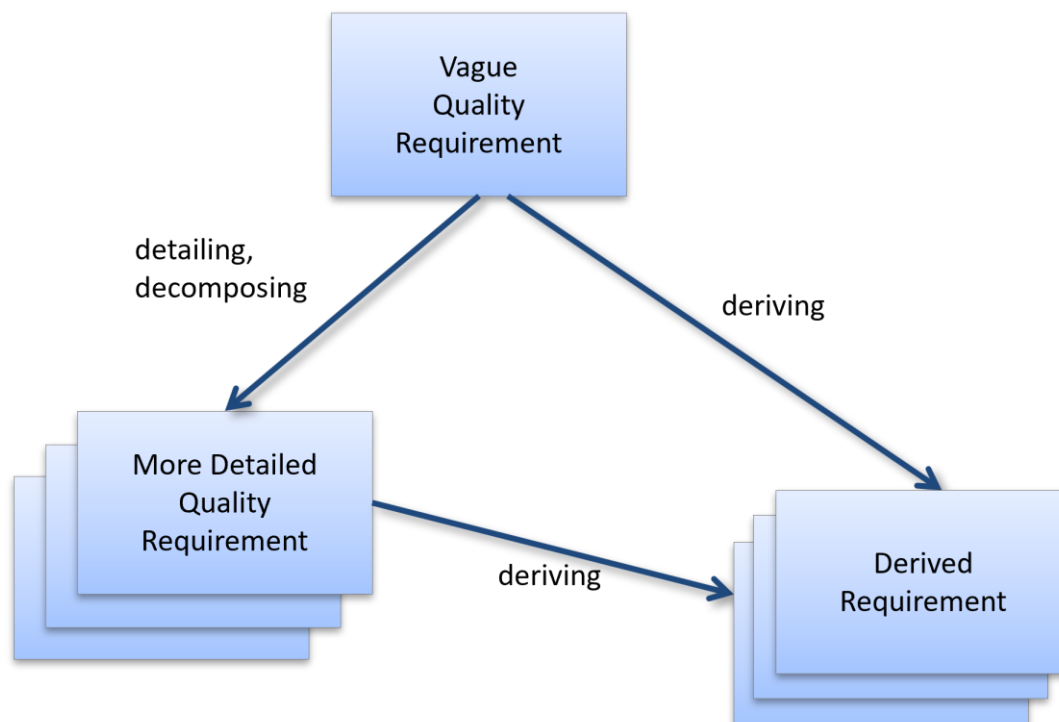 Vague
Quality
Requirement
detailing,
decomposing
deriving
More Detailed
Quality
Requirement
deriving
Derived
Requirement